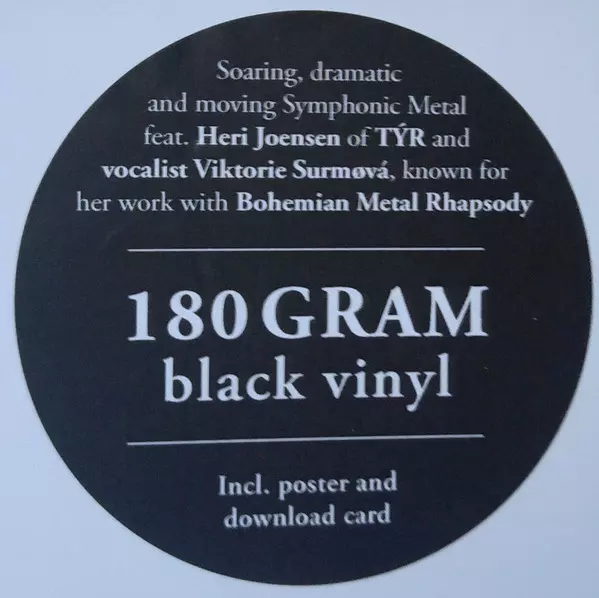 Soaring, dramatic
and moving Symphonic Metal
feat. Heri Joensen of TÝR and
vocalist Viktorie Surmøvá, known for
her work with Bohemian Metal Rhapsody
180 GRAM
black vinyl
Incl. poster and
download card